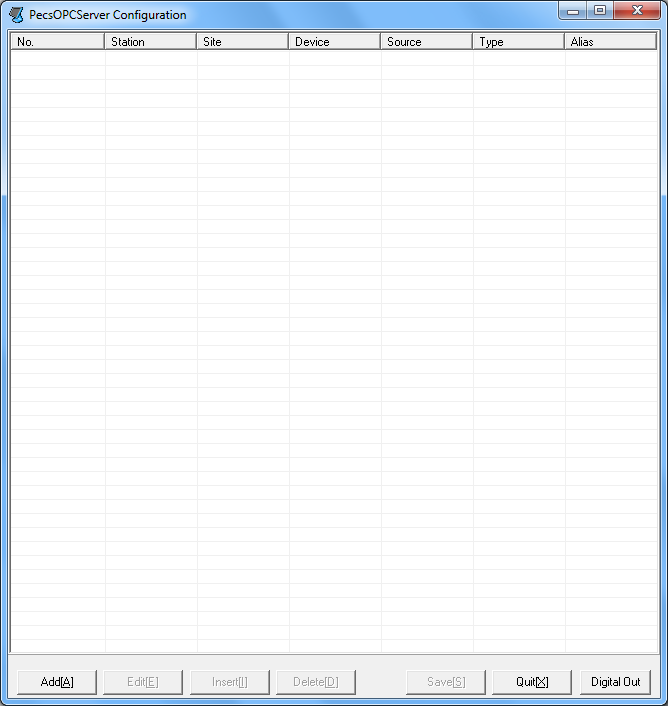 PecsOPCServer Configuration
No. Station Site Device Source Type Alias
Add[A] Edit[E] Insert[I] Delete[D] Save[S] Quit[X] Digital Out